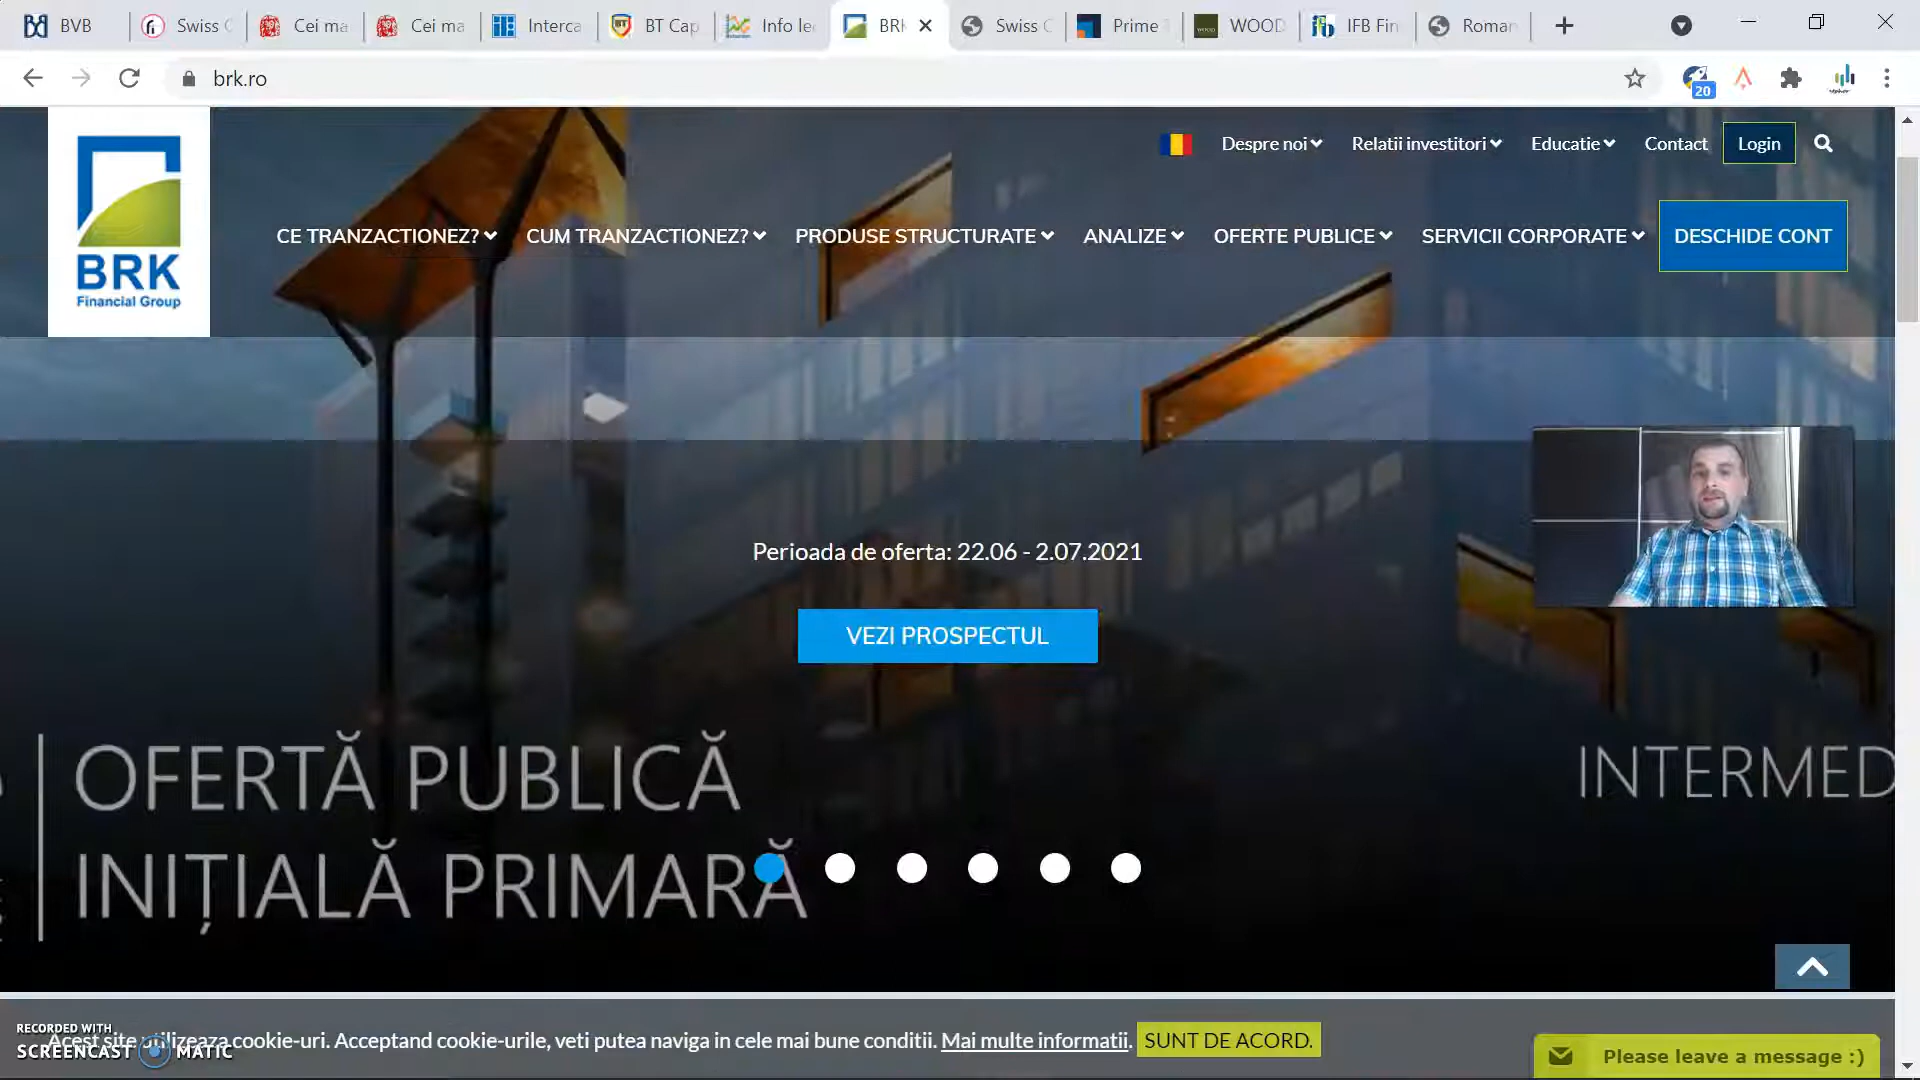 BVB
Swiss C
Cei ma
Cei ma
Interca
BT Cap
Info le
BRK
Swiss C
Prime T
WOOD
IFB Fin
Roman
brk.ro
20
Despre noi
Relatii investitori
Educatie
Contact
Login
BRK
Financial Group
CE TRANZACTIONEZ?
CUM TRANZACTIONEZ?
PRODUSE STRUCTURATE
ANALIZE
OFERTE PUBLICE
SERVICII CORPORATE
DESCHIDE CONT
Perioada de oferta: 22.06 - 2.07.2021
VEZI PROSPECTUL
OFERTĂ PUBLICĂ
INIȚIALĂ PRIMARĂ
INTERMED
Acest site utilizeaza cookie-uri. Acceptand cookie-urile, veti putea naviga in cele mai bune conditii. Mai multe informatii. SUNT DE ACORD.
RECORDED WITH
SCREENCAST MATIC
Please leave a message :)